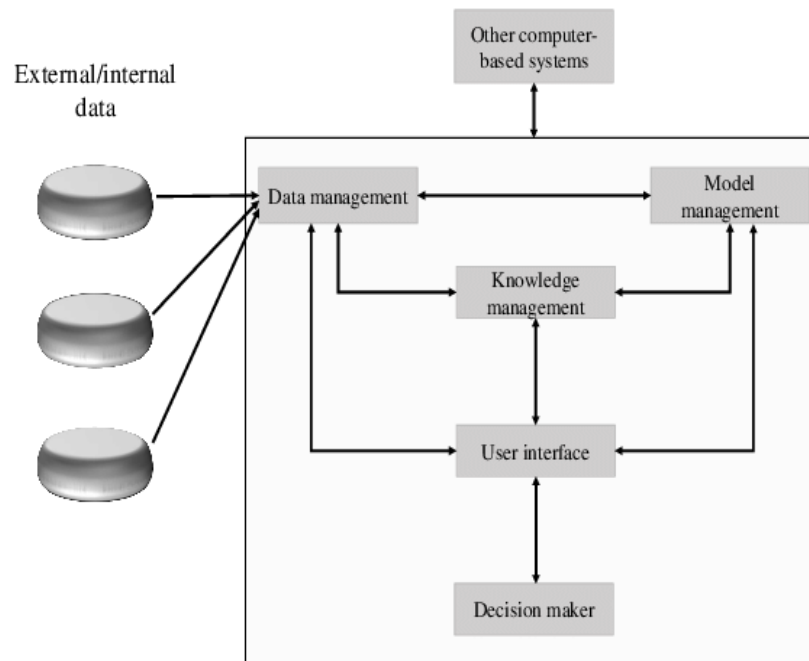 Other computer-
based systems
External/internal
data
Data management
Model
management
Knowledge
management
User interface
Decision maker